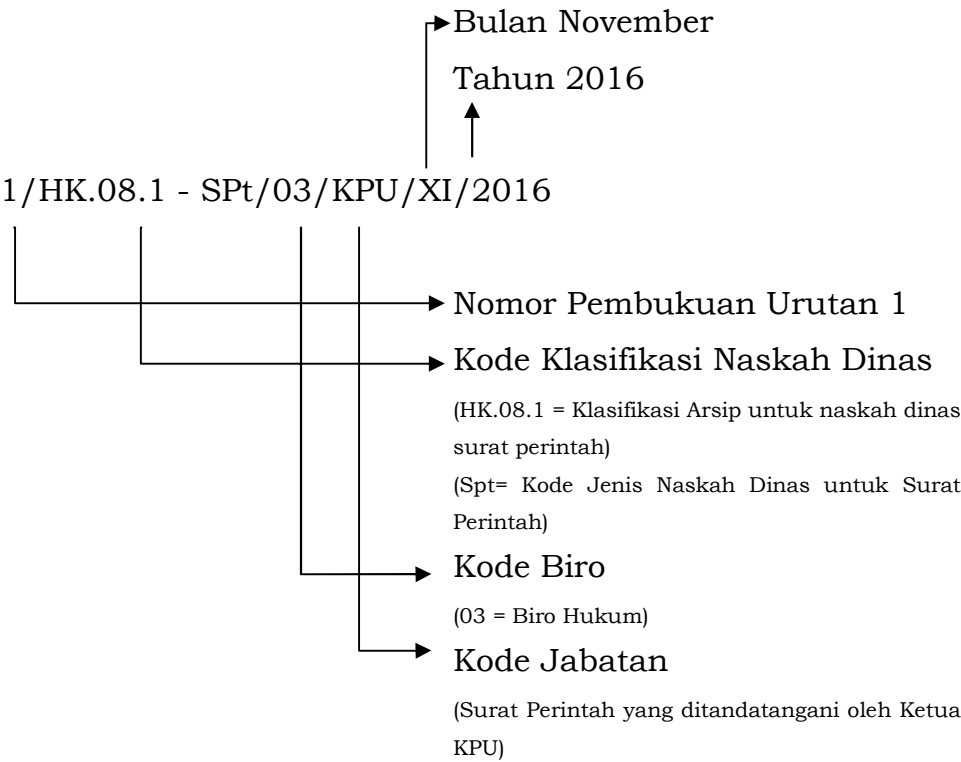 Bulan November
Tahun 2016
1/HK.08.1 - SPt/03/KPU/XI/2016
Nomor Pembukuan Urutan 1
Kode Klasifikasi Naskah Dinas
(HK.08.1 = Klasifikasi Arsip untuk naskah dinas
surat perintah)
(Spt= Kode Jenis Naskah Dinas untuk Surat
Perintah)
Kode Biro
(03 = Biro Hukum)
Kode Jabatan
(Surat Perintah yang ditandatangani oleh Ketua
KPU)